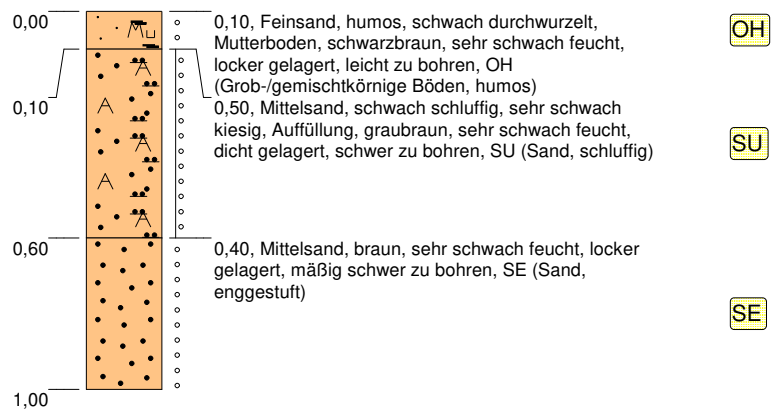 0,00
Mu
0,10, Feinsand, humos, schwach durchwurzelt,
Mutterboden, schwarzbraun, sehr schwach feucht,
locker gelagert, leicht zu bohren, OH
(Grob-/gemischtkörnige Böden, humos)
OH
0,10
A
A
A
A
A
A
0,50, Mittelsand, schwach schluffig, sehr schwach
kiesig, Auffüllung, graubraun, sehr schwach feucht,
dicht gelagert, schwer zu bohren, SU (Sand, schluffig)
SU
0,60
0,40, Mittelsand, braun, sehr schwach feucht, locker
gelagert, mäßig schwer zu bohren, SE (Sand,
enggestuft)
SE
1,00